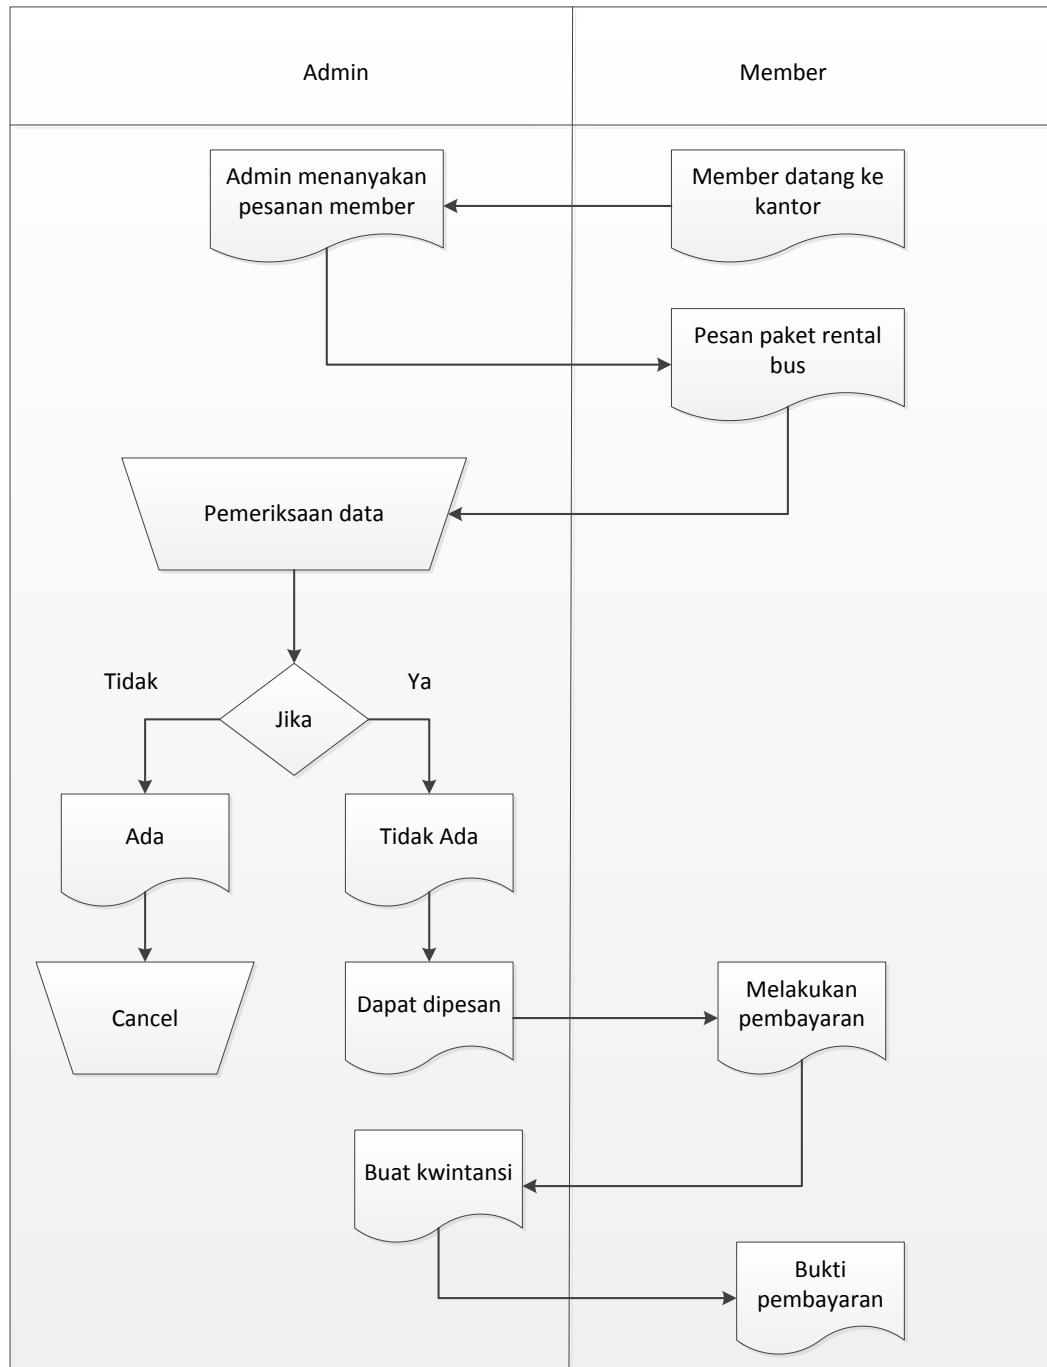 Admin
Member
Admin menanyakan
pesanan member
Member datang ke
kantor
Pesan paket rental
bus
Pemeriksaan data
Tidak
Ya
Jika
Ada
Tidak Ada
Cancel
Dapat dipesan
Melakukan
pembayaran
Buat kwintansi
Bukti
pembayaran